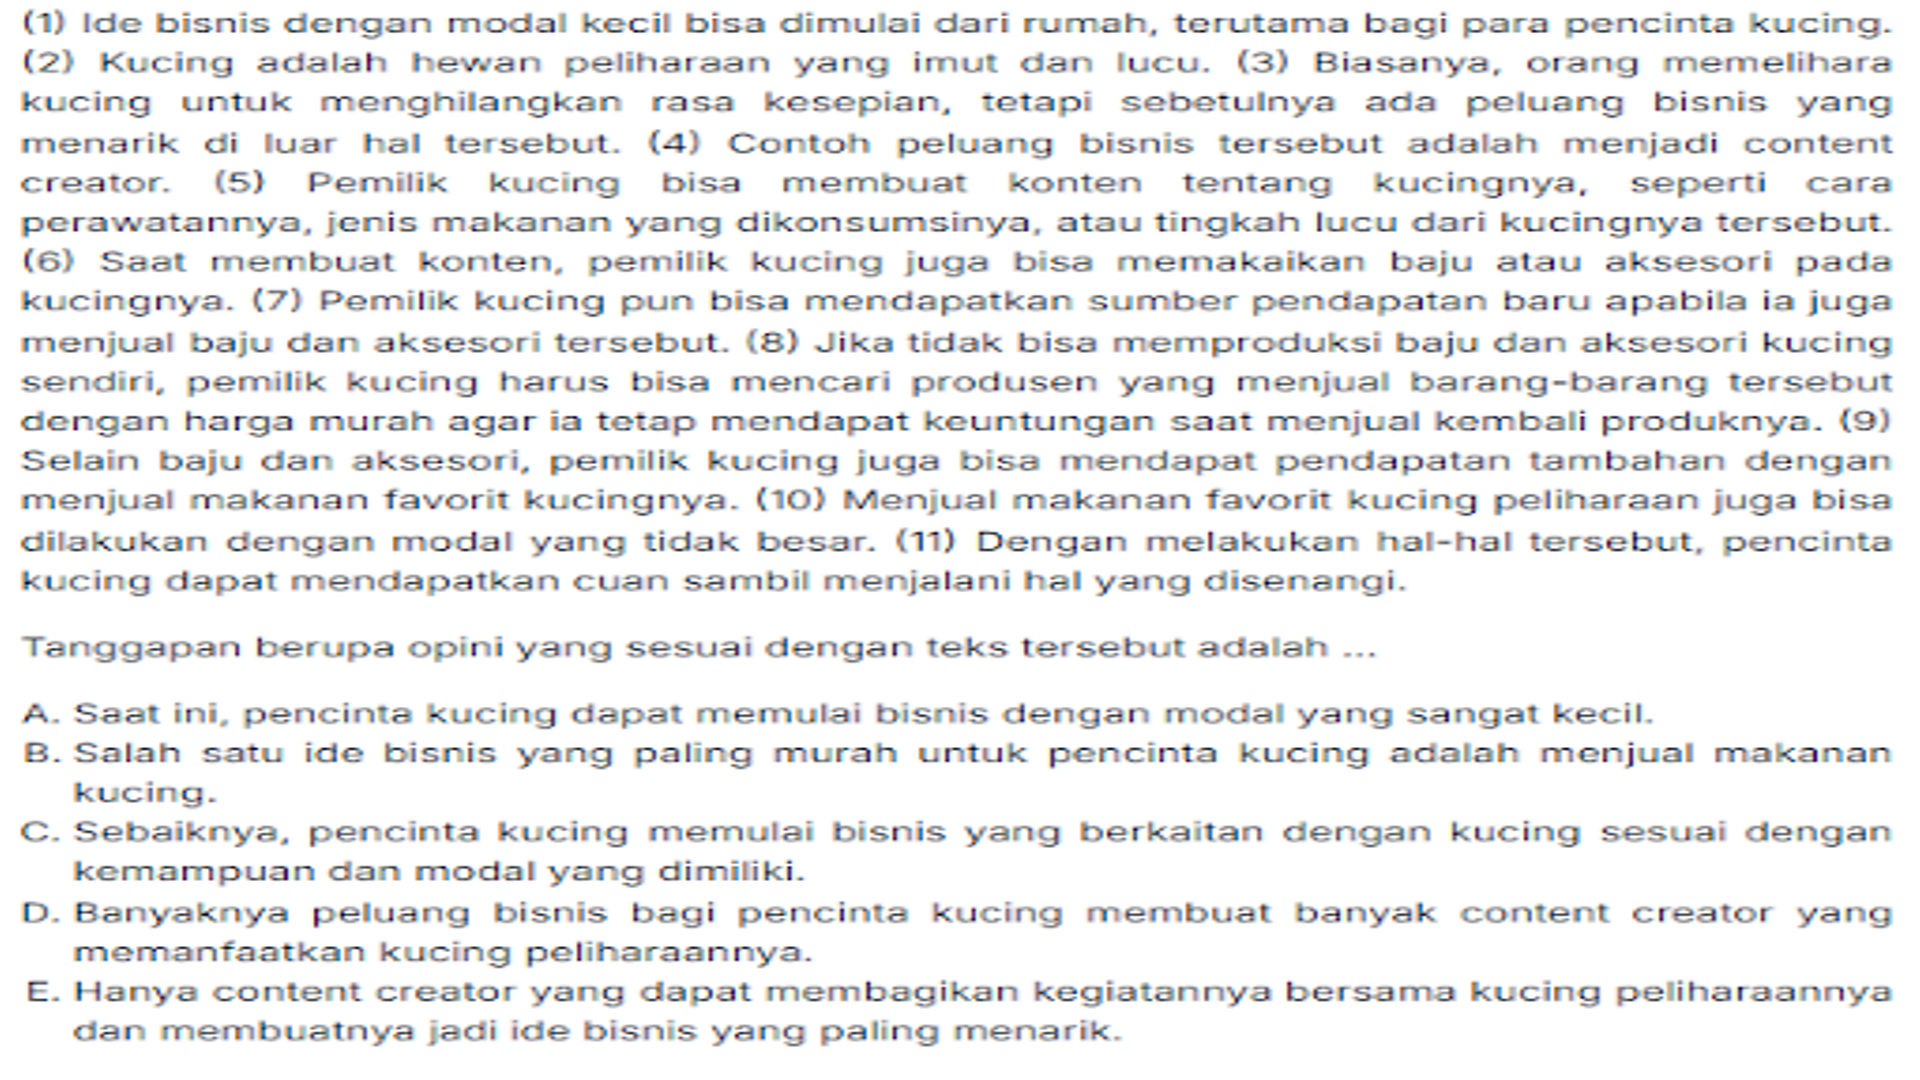 (1) Ide bisnis dengan modal kecil bisa dimulai dari rumah, terutama bagi para pencinta kucing.
(2) Kucing adalah hewan peliharaan yang imut dan lucu. (3) Biasanya, orang memelihara
kucing untuk menghilangkan rasa kesepian, tetapi sebetulnya ada peluang bisnis yang
menarik di luar hal tersebut. (4) Contoh peluang bisnis tersebut adalah menjadi content
creator. (5) Pemilik kucing bisa membuat konten tentang kucingnya, seperti cara
perawatannya, jenis makanan yang dikonsumsinya, atau tingkah lucu dari kucingnya tersebut.
(6) Saat membuat konten, pemilik kucing juga bisa memakaikan baju atau aksesori pada
kucingnya. (7) Pemilik kucing pun bisa mendapatkan sumber pendapatan baru apabila ia juga
menjual baju dan aksesori tersebut. (8) Jika tidak bisa memproduksi baju dan aksesori kucing
sendiri, pemilik kucing harus bisa mencari produsen yang menjual barang-barang tersebut
dengan harga murah agar ia tetap mendapat keuntungan saat menjual kembali produknya. (9)
Selain baju dan aksesori, pemilik kucing juga bisa mendapat pendapatan tambahan dengan
menjual makanan favorit kucingnya. (10) Menjual makanan favorit kucing peliharaan juga bisa
dilakukan dengan modal yang tidak besar. (11) Dengan melakukan hal-hal tersebut, pencinta
kucing dapat mendapatkan cuan sambil menjalani hal yang disenangi.
Tanggapan berupa opini yang sesuai dengan teks tersebut adalah ...
A. Saat ini, pencinta kucing dapat memulai bisnis dengan modal yang sangat kecil.
B. Salah satu ide bisnis yang paling murah untuk pencinta kucing adalah menjual makanan
kucing.
C. Sebaiknya, pencinta kucing memulai bisnis yang berkaitan dengan kucing sesuai dengan
kemampuan dan modal yang dimiliki.
D. Banyaknya peluang bisnis bagi pencinta kucing membuat banyak content creator yang
memanfaatkan kucing peliharaannya.
E. Hanya content creator yang dapat membagikan kegiatannya bersama kucing peliharaannya
dan membuatnya jadi ide bisnis yang paling menarik.